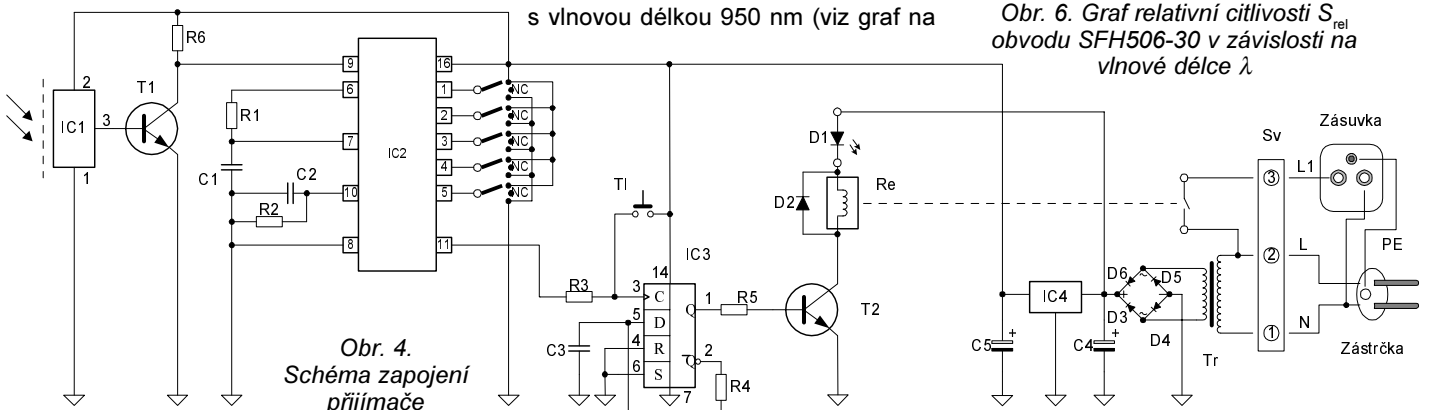 s vlnovou délkou 950 nm (viz graf na
Obr. 6. Graf relativní citlivosti Srel
obvodu SFH506-30 v závislosti na
vlnové délce λ
R6
T1
2
IC1
3
1
R1
C1
C2
R2
9
6
7
10
8
IC2
16
1
2
3
4
5
11
NC
NC
NC
NC
NC
Tl
R3
IC3
14
3
C
Q
1
5
D
4
R
6
S
Q
2
7
C3
R4
R5
T2
D1
D2
Re
C5
IC4
C4
D6
D5
D3
D4
Tr
Sv
3
2
1
L1
L
N
PE
Zásuvka
Zástrčka
Obr. 4.
Schéma zapojení
přijímače